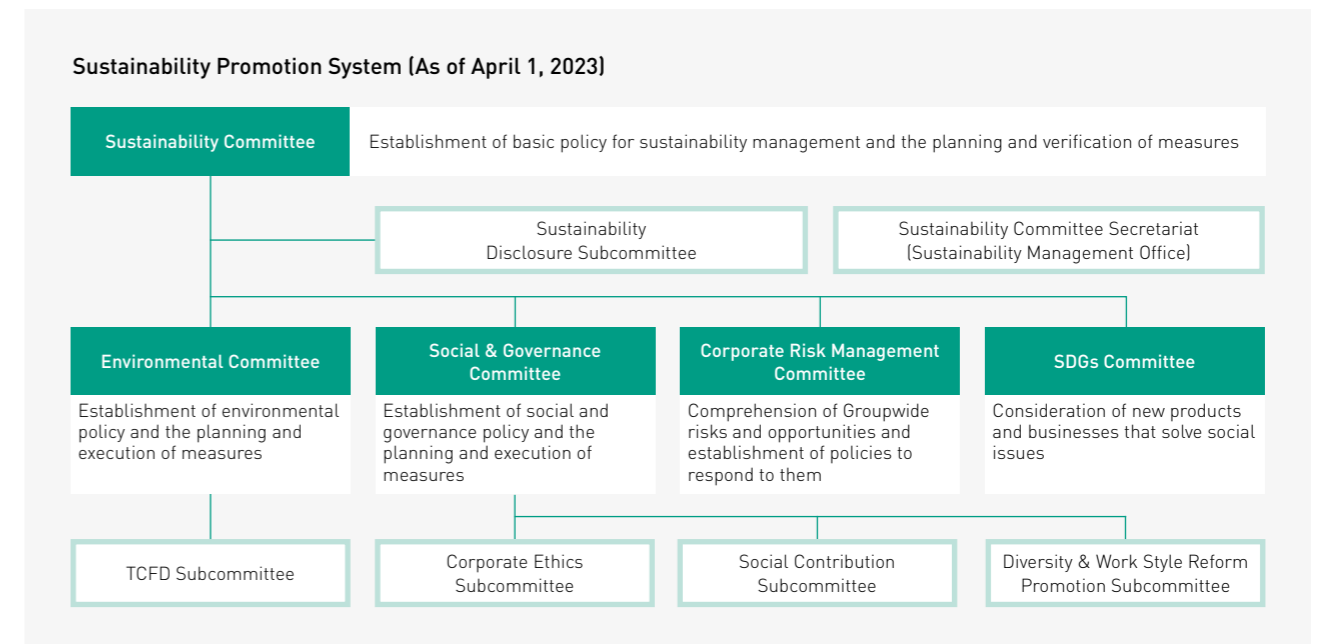 Sustainability Promotion System (As of April 1, 2023)
Sustainability Committee
Establishment of basic policy for sustainability management and the planning and verification of measures
Sustainability
Disclosure Subcommittee
Sustainability Committee Secretariat
(Sustainability Management Office)
Environmental Committee
Establishment of environmental
policy and the planning and
execution of measures
Social & Governance
Committee
Establishment of social and
governance policy and the
planning and execution of
measures
Corporate Risk Management
Committee
Comprehension of Groupwide
risks and opportunities and
establishment of policies to
respond to them
SDGs Committee
Consideration of new products
and businesses that solve social
issues
TCFD Subcommittee
Corporate Ethics
Subcommittee
Social Contribution
Subcommittee
Diversity & Work Style Reform
Promotion Subcommittee